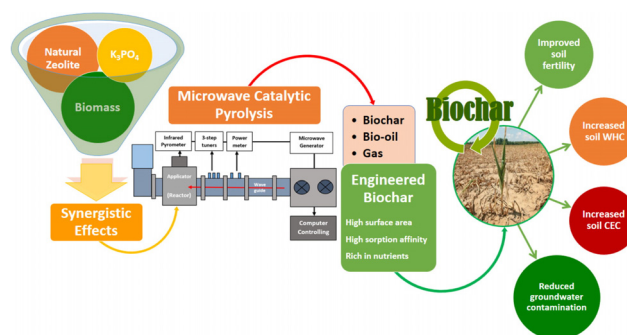 Natural
Zeolite
K3PO4
Biomass
Synergistic
Effects
Microwave Catalytic
Pyrolysis
Infrared
Pyrometer
3-step
tuners
Power
meter
Microwave
Generator
Applicator
(Reactor)
Wave
guide
Computer
Controlling
• Biochar
• Bio-oil
• Gas
Engineered
Biochar
High surface area
High sorption affinity
Rich in nutrients
Biochar
Improved
soil
fertility
Increased
soil WHC
Increased
soil CEC
Reduced
groundwater
contamination